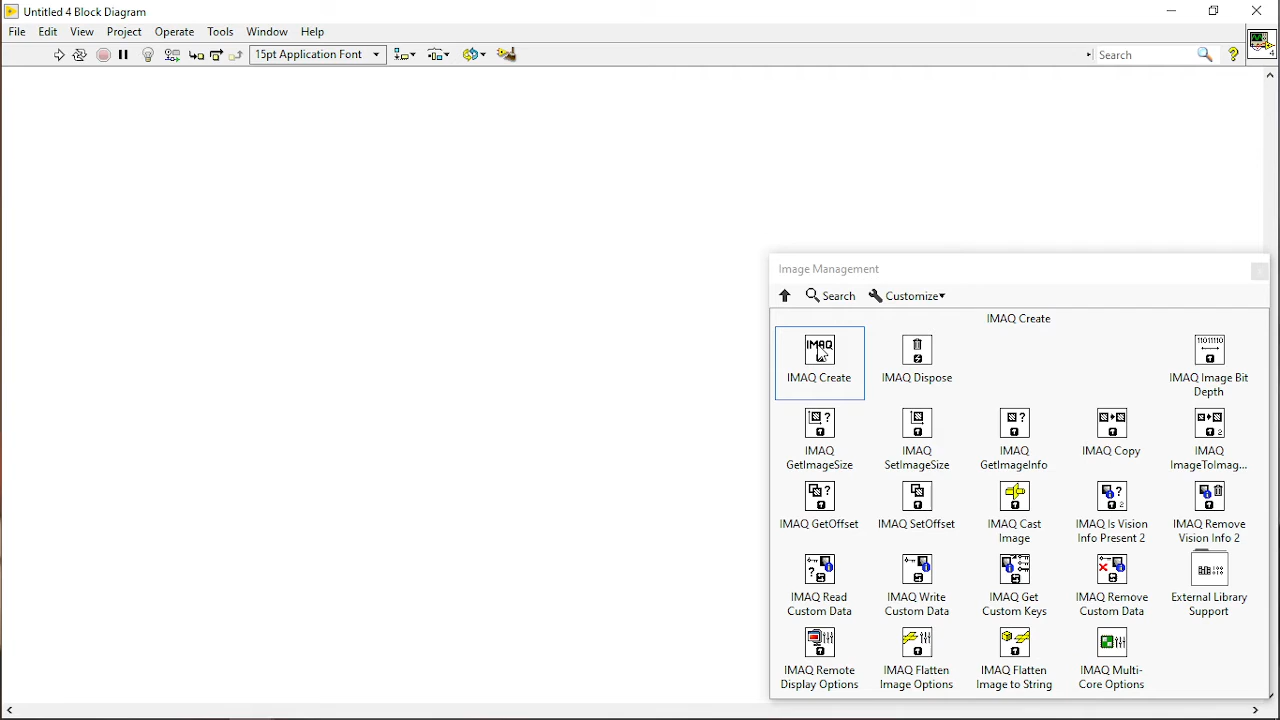 Untitled 4 Block Diagram
File Edit View Project Operate Tools Window Help
15pt Application Font
Search
4
Image Management
Search Customize
IMAQ Create
IMAQ
11011110
IMAQ Create IMAQ Dispose IMAQ Image Bit
Depth
IMAQ IMAQ IMAQ IMAQ Copy IMAQ
GetImageSize SetImageSize GetImageInfo ImageToImag...
IMAQ GetOffset IMAQ SetOffset IMAQ Cast IMAQ Is Vision IMAQ Remove
Image Info Present 2 Vision Info 2
IMAQ Read IMAQ Write IMAQ Get IMAQ Remove External Library
Custom Data Custom Data Custom Keys Custom Data Support
IMAQ Remote IMAQ Flatten IMAQ Flatten IMAQ Multi-
Display Options Image Options Image to String Core Options